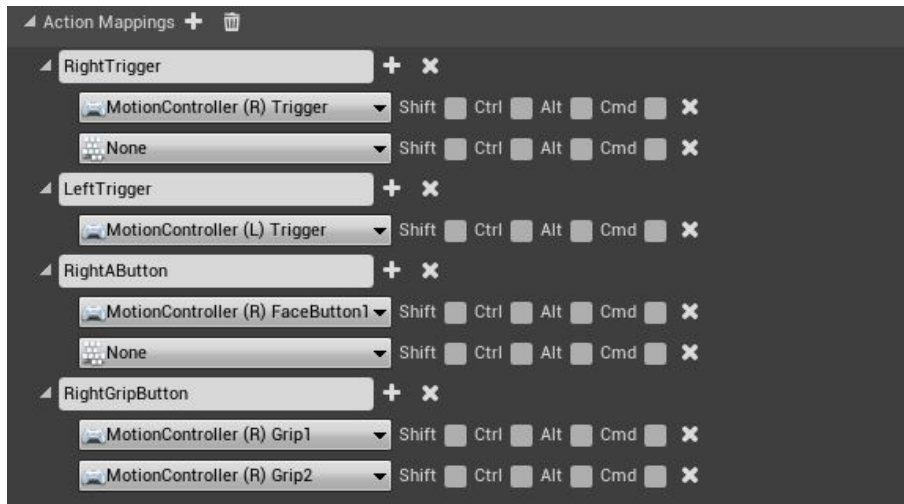 Action Mappings
RightTrigger
MotionController (R) Trigger Shift Ctrl Alt Cmd
None Shift Ctrl Alt Cmd
LeftTrigger
MotionController (L) Trigger Shift Ctrl Alt Cmd
RightAButton
MotionController (R) FaceButton1 Shift Ctrl Alt Cmd
None Shift Ctrl Alt Cmd
RightGripButton
MotionController (R) Grip1 Shift Ctrl Alt Cmd
MotionController (R) Grip2 Shift Ctrl Alt Cmd